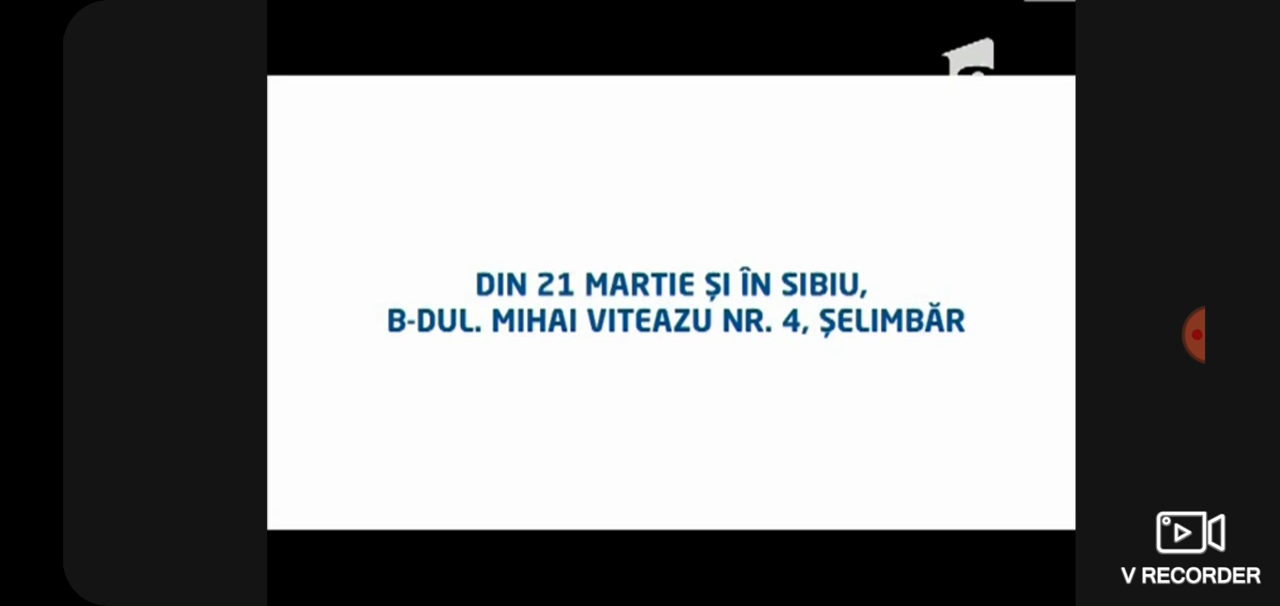 DIN 21 MARTIE ȘI ÎN SIBIU,
B-DUL. MIHAI VITEAZU NR. 4, ȘELIMBĂR
V RECORDER